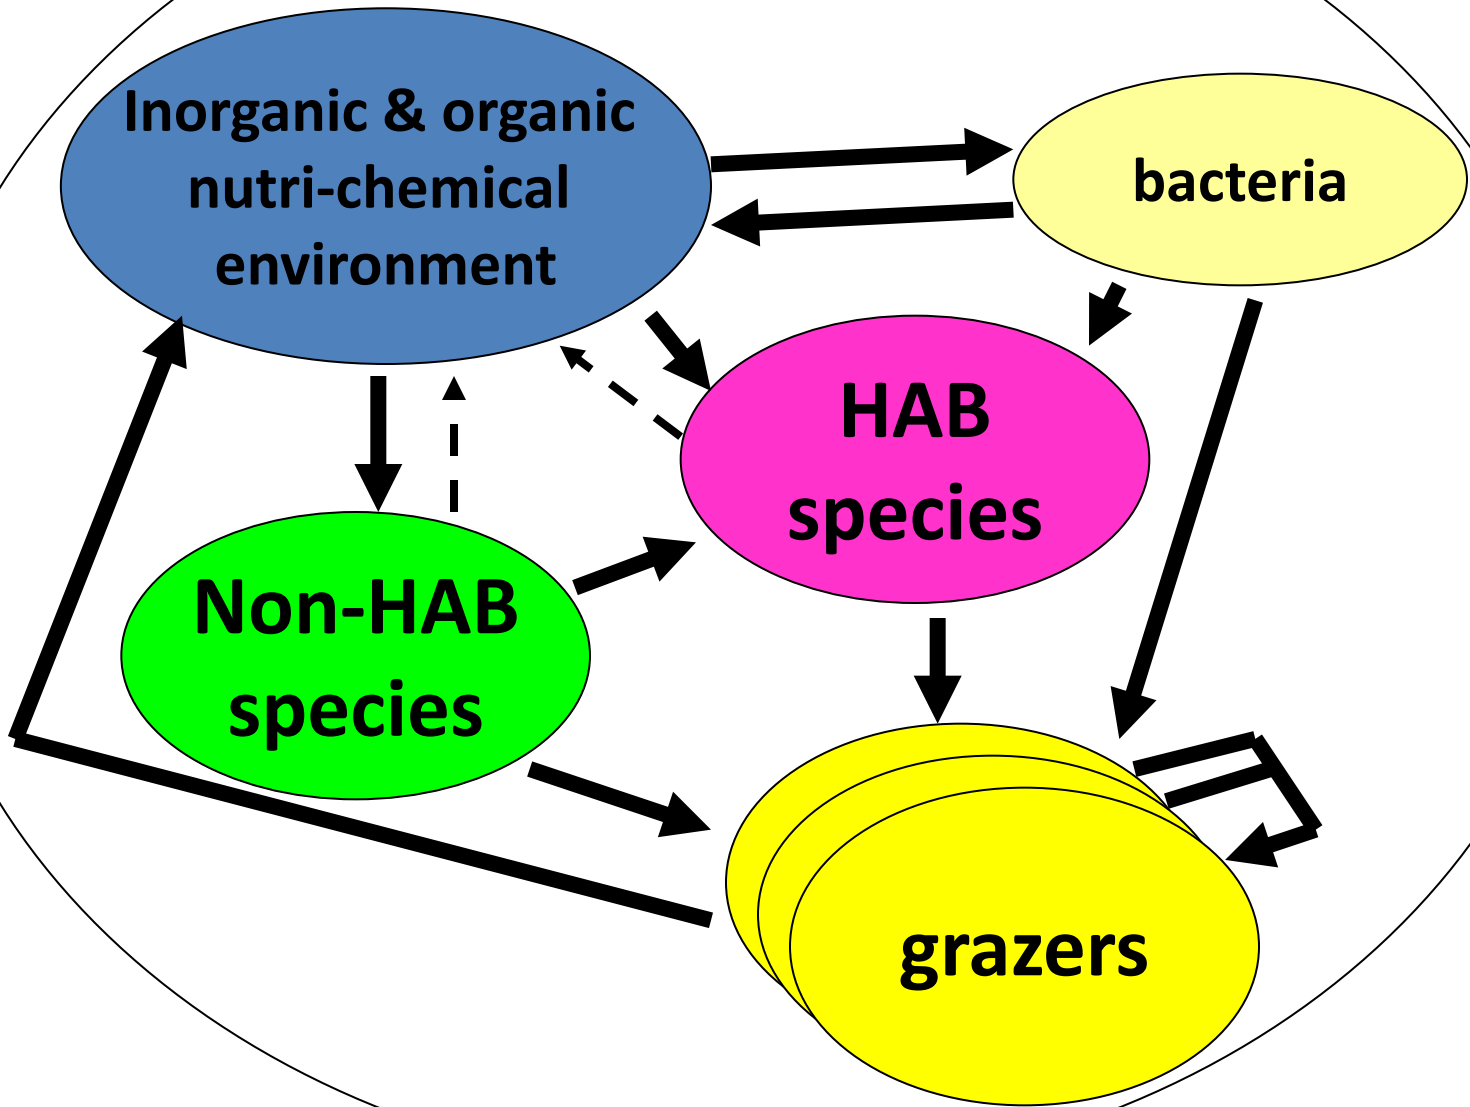 Inorganic & organic
nutri-chemical
environment
bacteria
HAB
species
Non-HAB
species
grazers